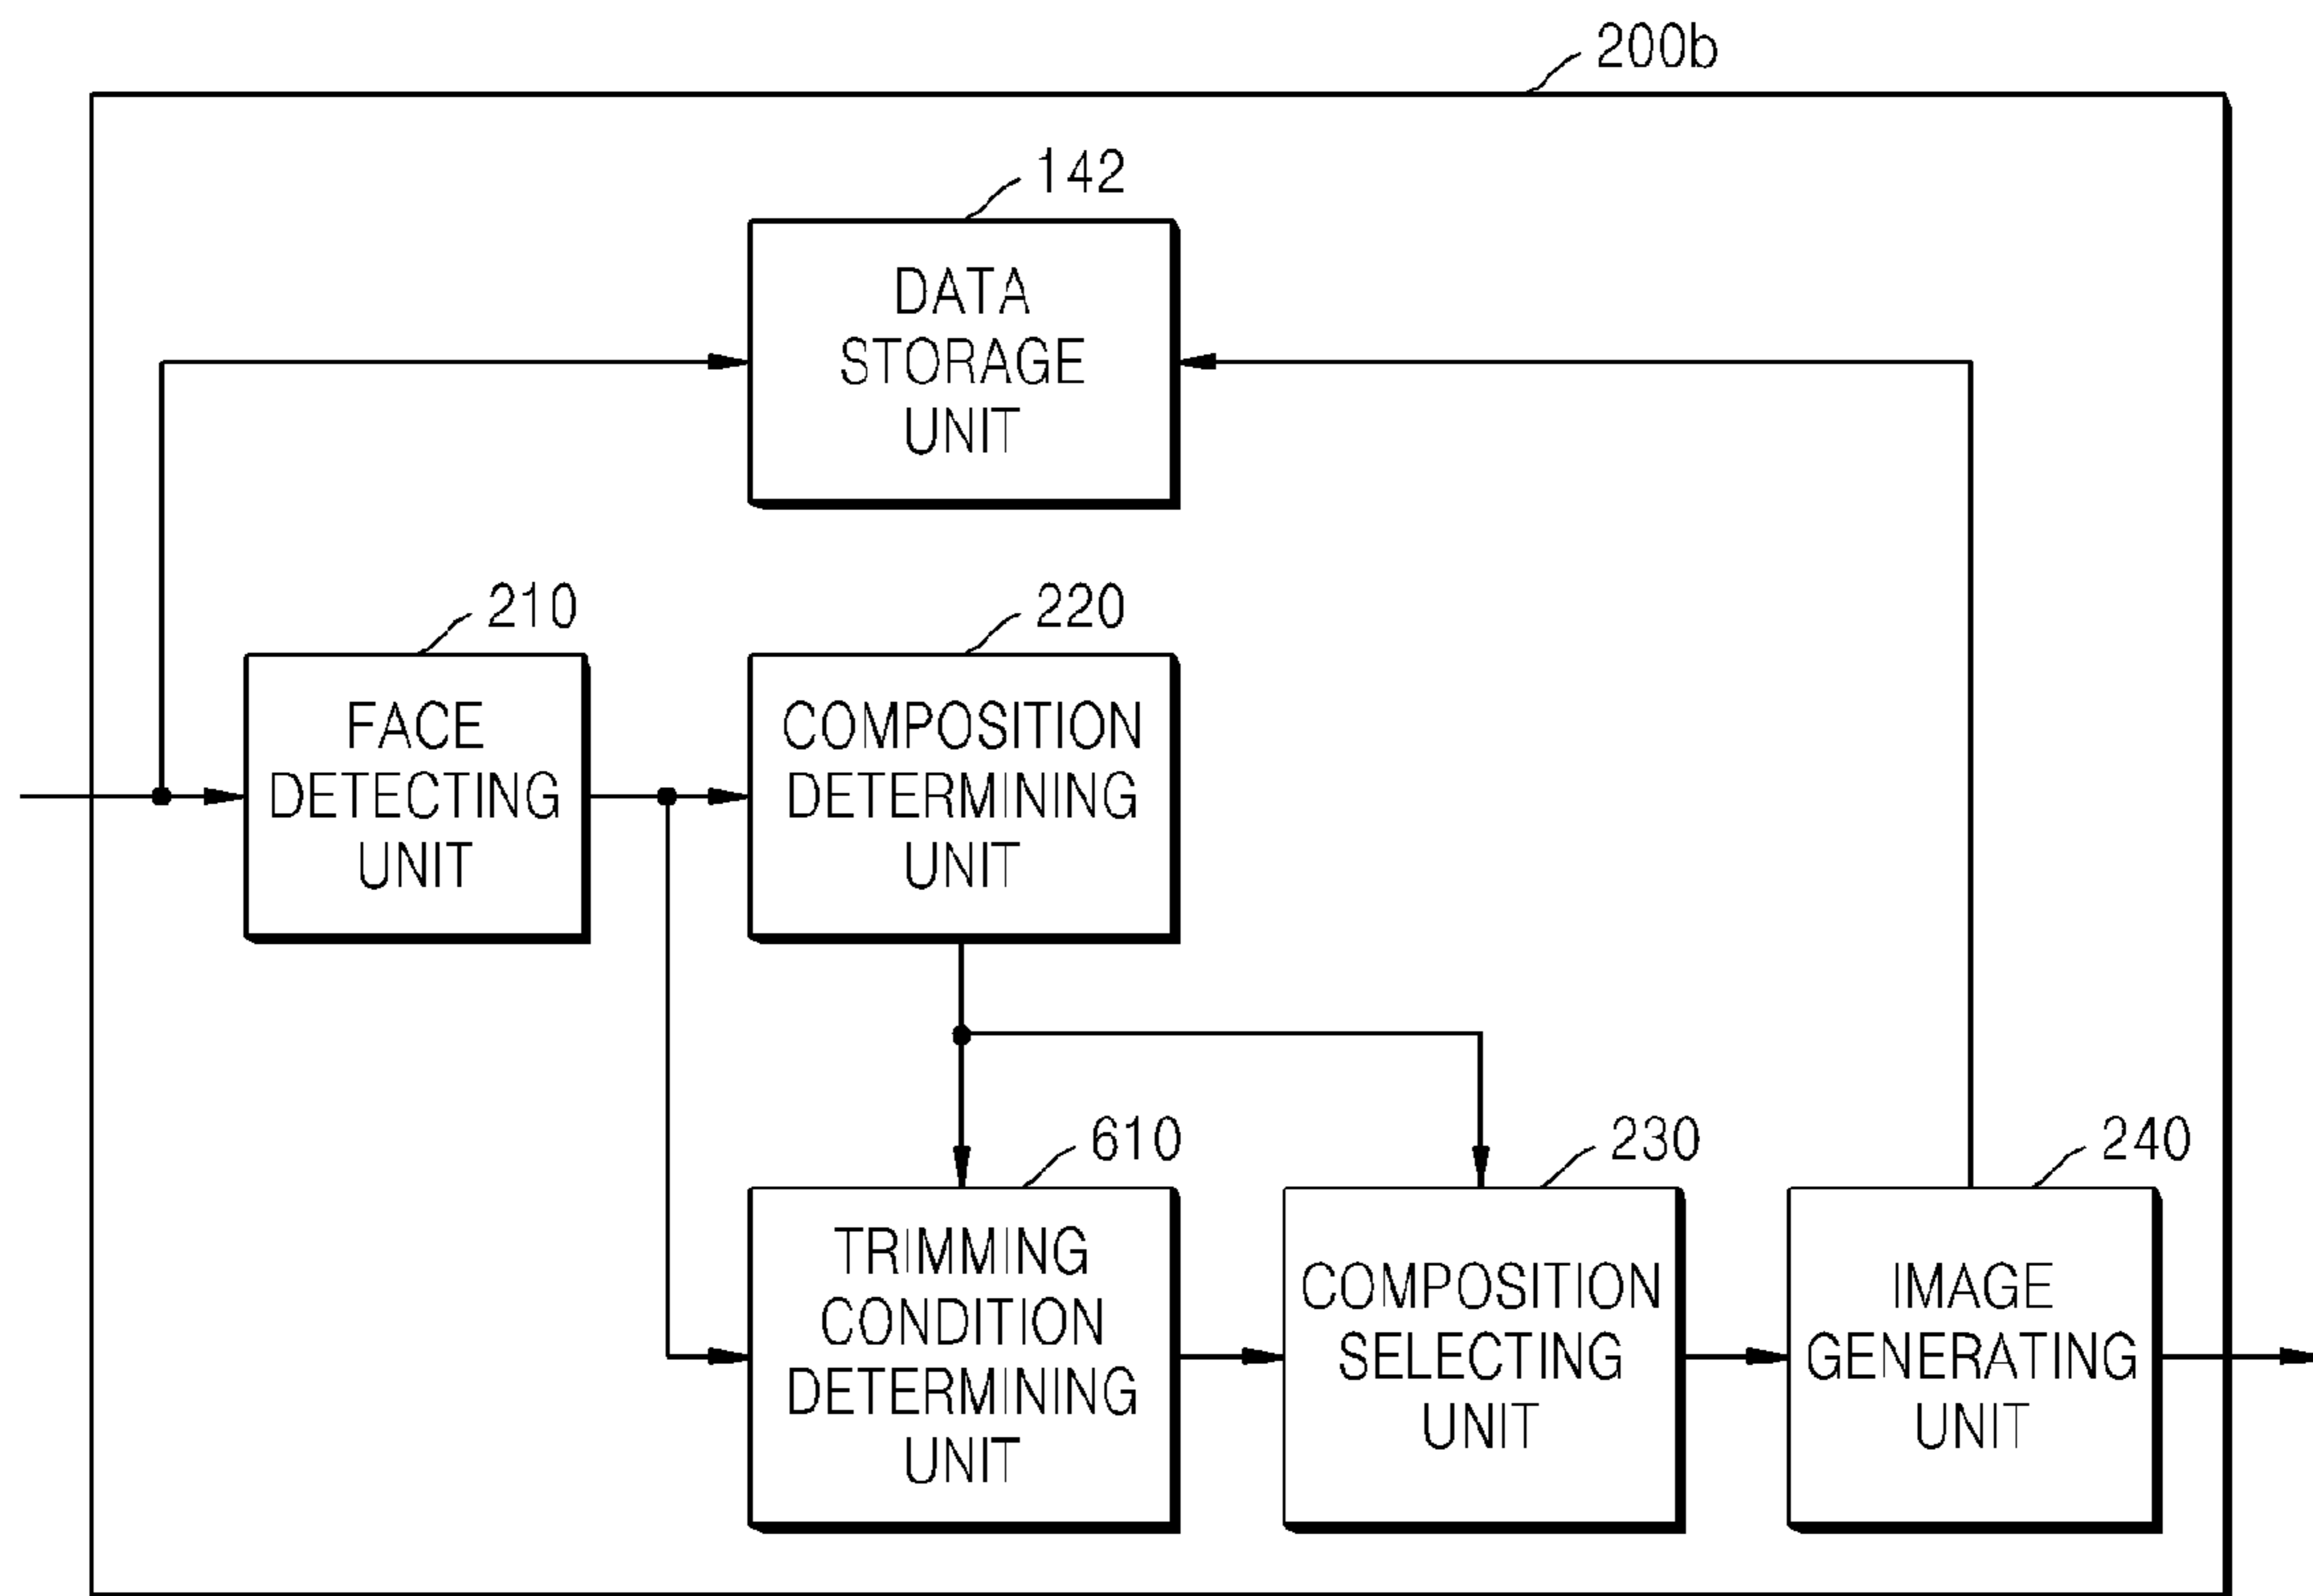 200b
142
DATA
STORAGE
UNIT
210
FACE
DETECTING
UNIT
220
COMPOSITION
DETERMINING
UNIT
610
TRIMMING
CONDITION
DETERMINING
UNIT
230
COMPOSITION
SELECTING
UNIT
240
IMAGE
GENERATING
UNIT